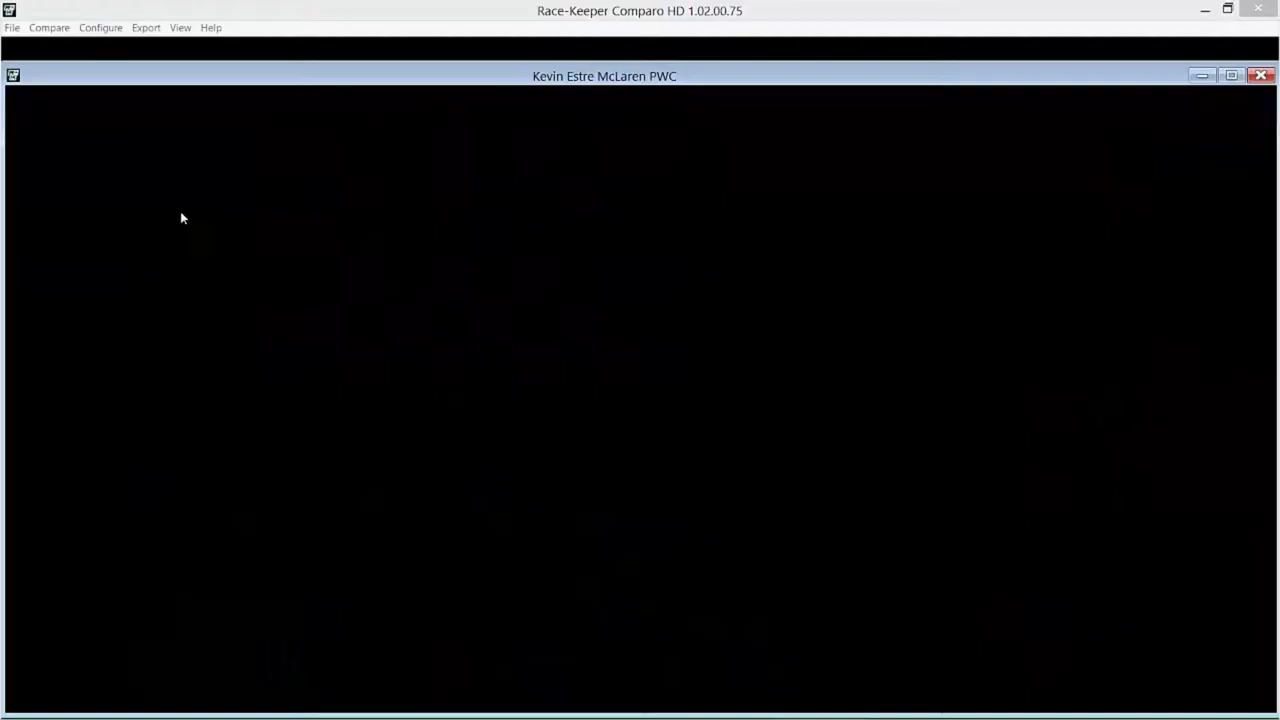 Race-Keeper Comparo HD 1.02.00.75
File Compare Configure Export View Help
Kevin Estre McLaren PWC